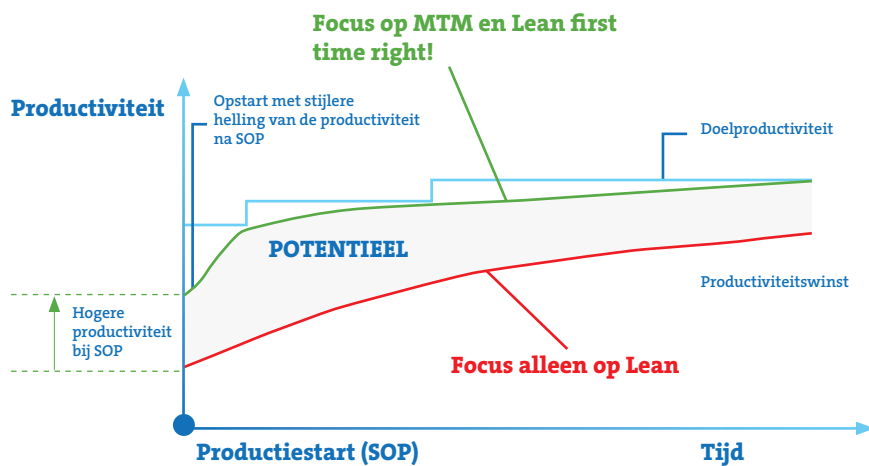 Focus op MTM en Lean first
time right!
Productiviteit
Opstart met stijlere
helling van de productiviteit
na SOP
Doelproductiviteit
POTENTIEEL
Productiviteitswinst
Hogere
productiviteit
bij SOP
Focus alleen op Lean
Productiestart (SOP)
Tijd